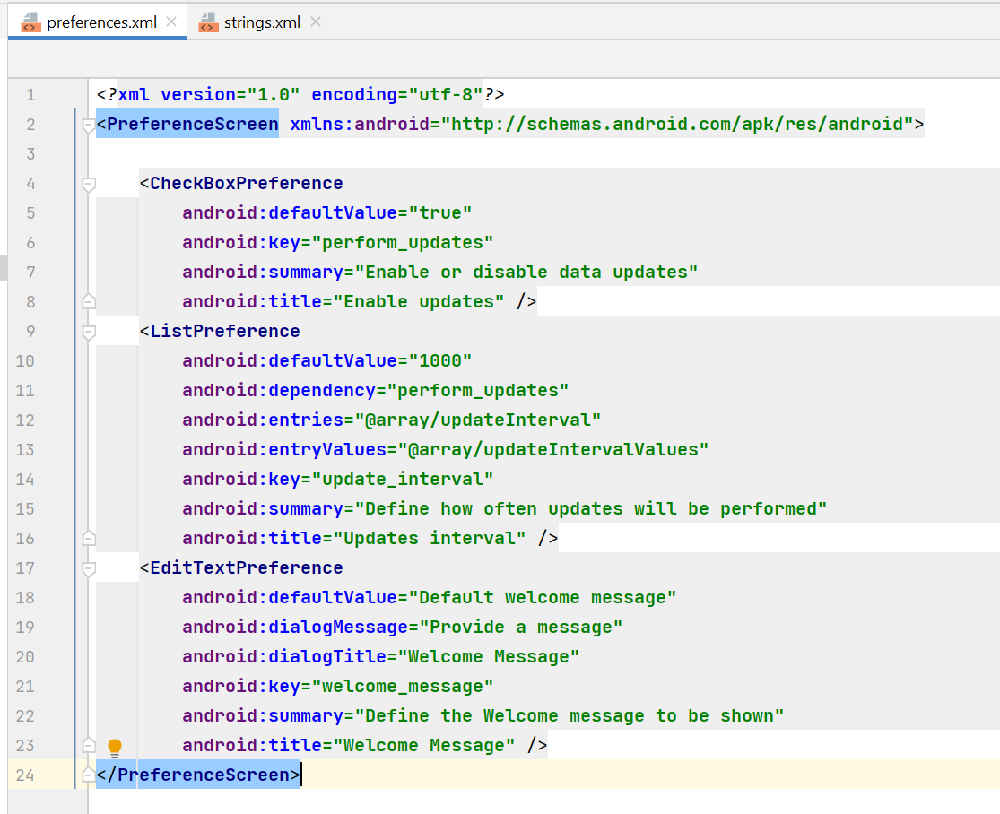 preferences.xml strings.xml
1 <?xml version="1.0" encoding="utf-8"?>
2 <PreferenceScreen xmlns:android="http://schemas.android.com/apk/res/android">
3
4 <CheckBoxPreference
5 android:defaultValue="true"
6 android:key="perform_updates"
7 android:summary="Enable or disable data updates"
8 android:title="Enable updates" />
9 <ListPreference
10 android:defaultValue="1000"
11 android:dependency="perform_updates"
12 android:entries="@array/updateInterval"
13 android:entryValues="@array/updateIntervalValues"
14 android:key="update_interval"
15 android:summary="Define how often updates will be performed"
16 android:title="Updates interval" />
17 <EditTextPreference
18 android:defaultValue="Default welcome message"
19 android:dialogMessage="Provide a message"
20 android:dialogTitle="Welcome Message"
21 android:key="welcome_message"
22 android:summary="Define the Welcome message to be shown"
23 android:title="Welcome Message" />
24 </PreferenceScreen>